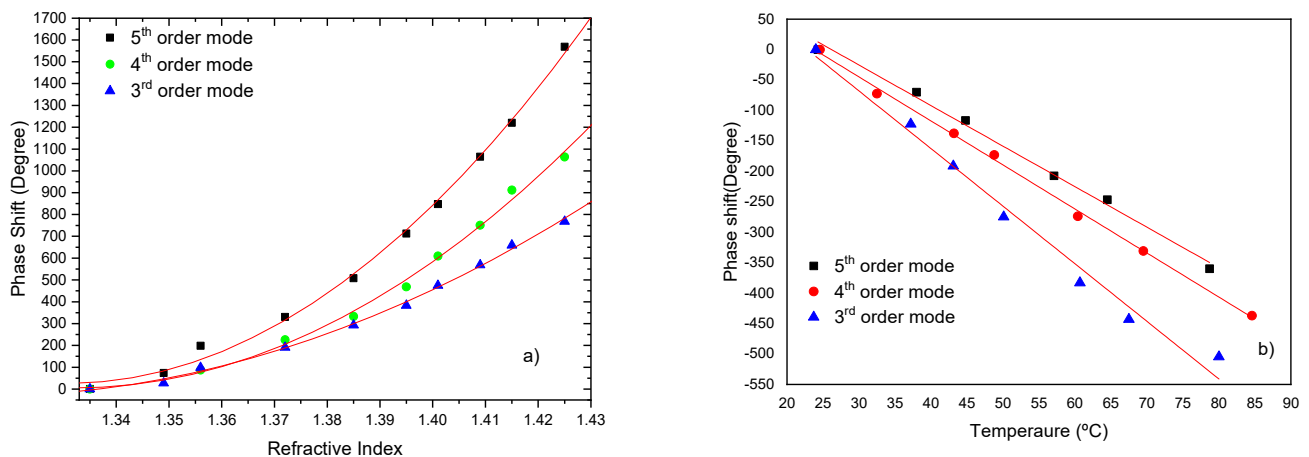 1700
1600
1500
1400
1300
1200
1100
1000
900
800
700
600
500
400
300
200
100
0
Phase Shift (Degree)
5th order mode
4th order mode
3rd order mode
a)
1.34 1.35 1.36 1.37 1.38 1.39 1.40 1.41 1.42 1.43
Refractive Index
50
0
-50
-100
-150
-200
-250
-300
-350
-400
-450
-500
-550
Phase shift(Degree)
5th order mode
4th order mode
3rd order mode
b)
20 25 30 35 40 45 50 55 60 65 70 75 80 85 90
Temperaure (ºC)